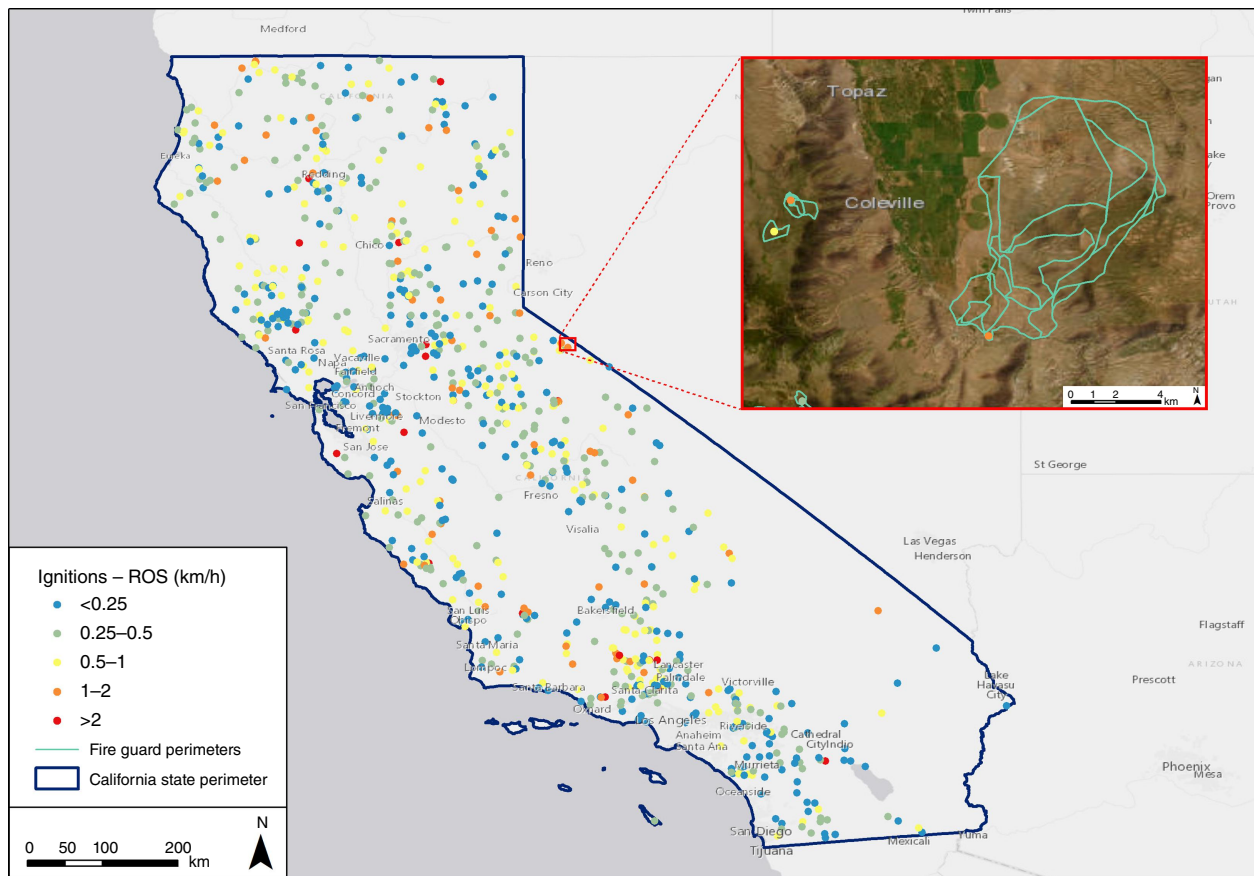 Medford
Twin Falls
CALIFORNIA
Eureka
Redding
Chico
Reno
Carson City
Sacramento
Santa Rosa
Napa
Vacaville
Fairfield
Antioch
Concord
Stockton
San Francisco
Livermore
Fremont
Modesto
San Jose
CALIFORNIA
Salinas
Fresno
Visalia
Las Vegas
Henderson
St George
San Luis
Obispo
Bakersfield
Santa Maria
Lompoc
Lancaster
Palmdale
Santa Barbara
Santa Clarita
Victorville
Oxnard
Los Angeles
Riverside
Anaheim
Santa Ana
Cathedral
City
Indio
Murrieta
Oceanside
San Diego
Tijuana
Mexicali
Yuma
Lake
Havasu
City
Flagstaff
ARIZONA
Prescott
Phoenix
Mesa
Orem
Provo
UTAH
Topaz
Coleville
0 1 2 4
km
N
Ignitions – ROS (km/h)
<0.25
0.25–0.5
0.5–1
1–2
>2
Fire guard perimeters
California state perimeter
0 50 100 200
km
N